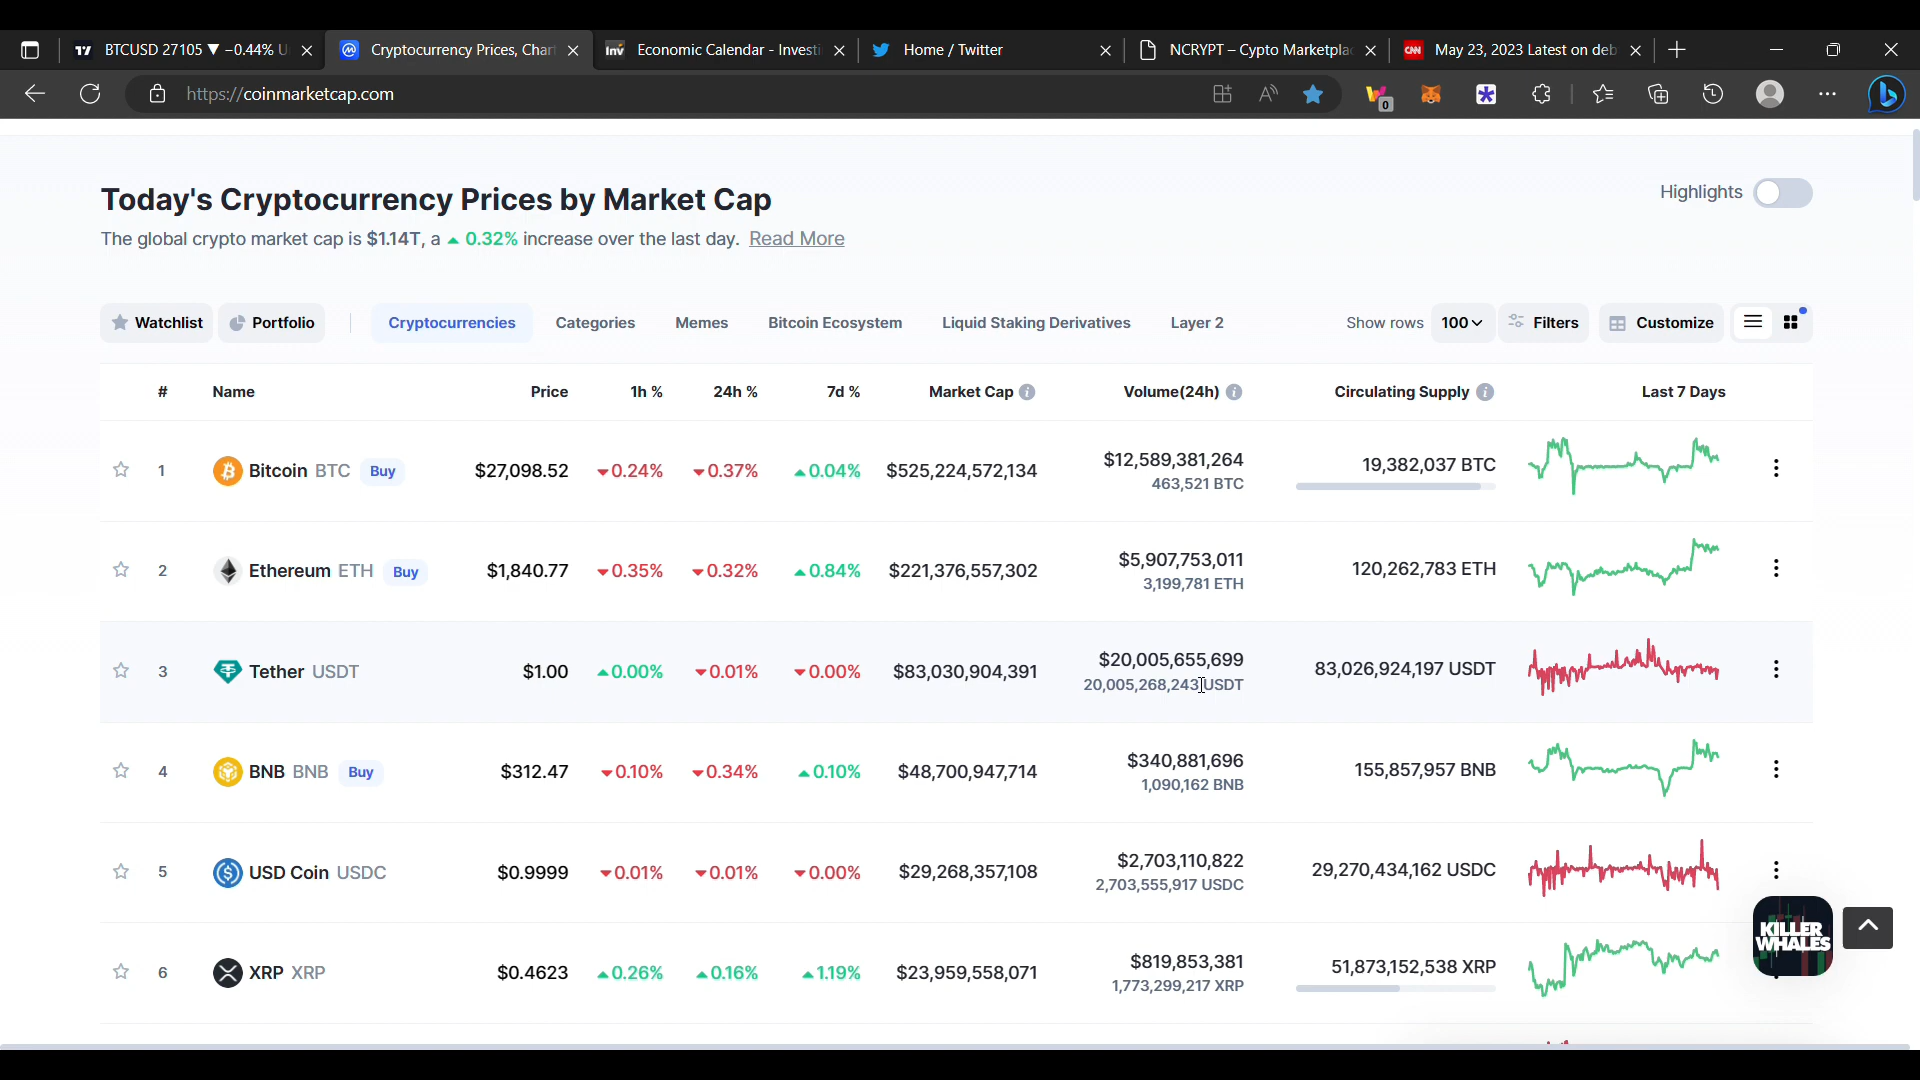 BTCUSD 27105 ▼ −0.44% U
Cryptocurrency Prices, Char
Inv Economic Calendar - Investi
Home / Twitter
NCRYPT – Cypto Marketplac
CNN May 23, 2023 Latest on deb
https://coinmarketcap.com
0
Today's Cryptocurrency Prices by Market Cap
Highlights
The global crypto market cap is $1.14T, a ▲ 0.32% increase over the last day. Read More
Watchlist Portfolio Cryptocurrencies Categories Memes Bitcoin Ecosystem Liquid Staking Derivatives Layer 2 Show rows 100 Filters Customize
# Name Price 1h % 24h % 7d % Market Cap Volume(24h) Circulating Supply Last 7 Days
1 Bitcoin BTC Buy $27,098.52 ▼0.24% ▼0.37% ▲0.04% $525,224,572,134 $12,589,381,264 19,382,037 BTC
463,521 BTC
2 Ethereum ETH Buy $1,840.77 ▼0.35% ▼0.32% ▲0.84% $221,376,557,302 $5,907,753,011 120,262,783 ETH
3,199,781 ETH
3 Tether USDT $1.00 ▲0.00% ▼0.01% ▼0.00% $83,030,904,391 $20,005,655,699 83,026,924,197 USDT
20,005,268,243 USDT
4 BNB BNB Buy $312.47 ▼0.10% ▼0.34% ▲0.10% $48,700,947,714 $340,881,696 155,857,957 BNB
1,090,162 BNB
5 USD Coin USDC $0.9999 ▼0.01% ▼0.01% ▼0.00% $29,268,357,108 $2,703,110,822 29,270,434,162 USDC
2,703,555,917 USDC
6 XRP XRP $0.4623 ▲0.26% ▲0.16% ▲1.19% $23,959,558,071 $819,853,381 51,873,152,538 XRP
1,773,299,217 XRP
KILLER
WHALES